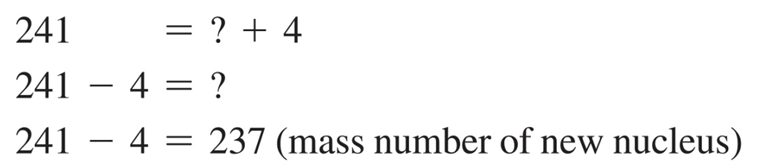 241 = ? + 4
241 − 4 = ?
241 − 4 = 237 (mass number of new nucleus)